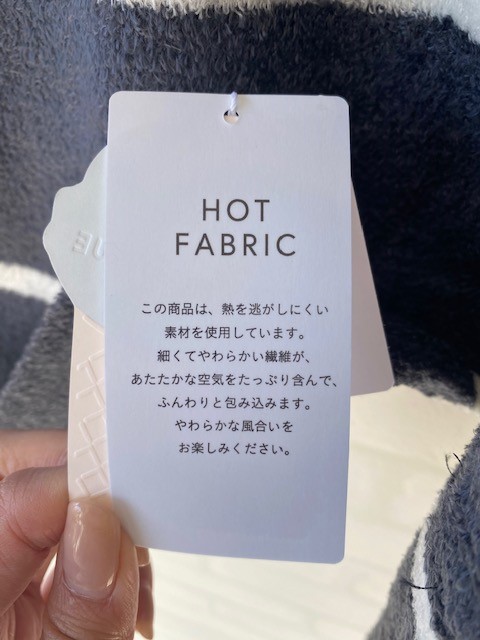 HOT
FABRIC
この商品は、熱を逃がしにくい
素材を使用しています。
細くてやわらかい繊維が、
あたたかな空気をたっぷり含んで、
ふんわりと包み込みます。
やわらかな風合いを
お楽しみください。